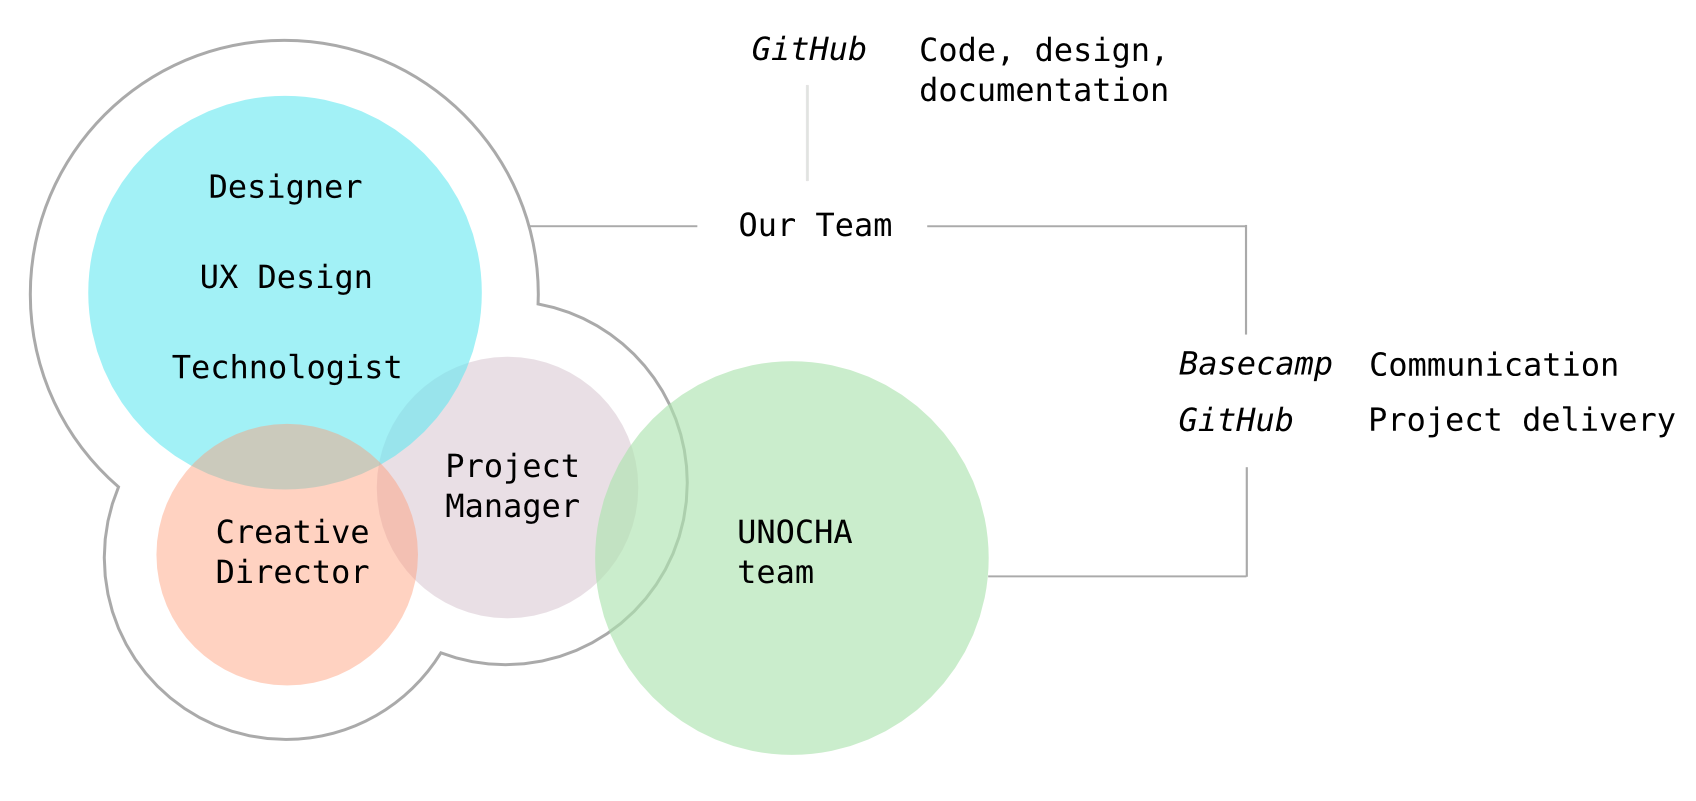 GitHub Code, design,
documentation
Designer
Our Team
UX Design
Technologist
Basecamp Communication
GitHub Project delivery
Project
Manager
Creative
Director
UNOCHA
team